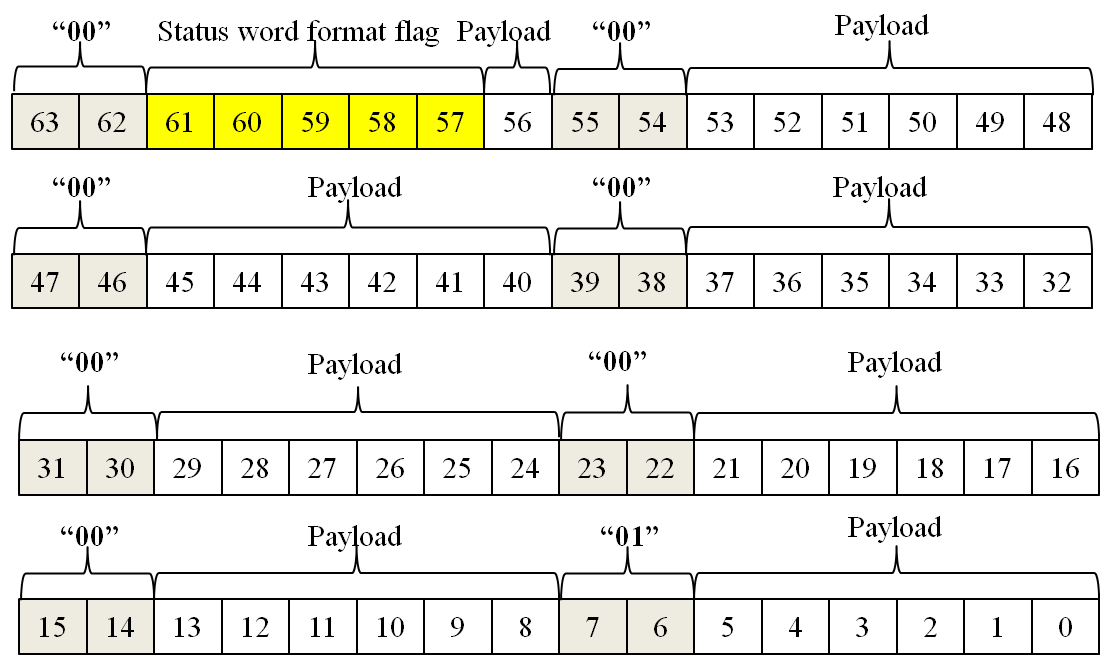 “00” Status word format flag Payload “00” Payload
63 62 61 60 59 58 57 56 55 54 53 52 51 50 49 48
“00” Payload “00” Payload
47 46 45 44 43 42 41 40 39 38 37 36 35 34 33 32
“00” Payload “00” Payload
31 30 29 28 27 26 25 24 23 22 21 20 19 18 17 16
“00” Payload “01” Payload
15 14 13 12 11 10 9 8 7 6 5 4 3 2 1 0